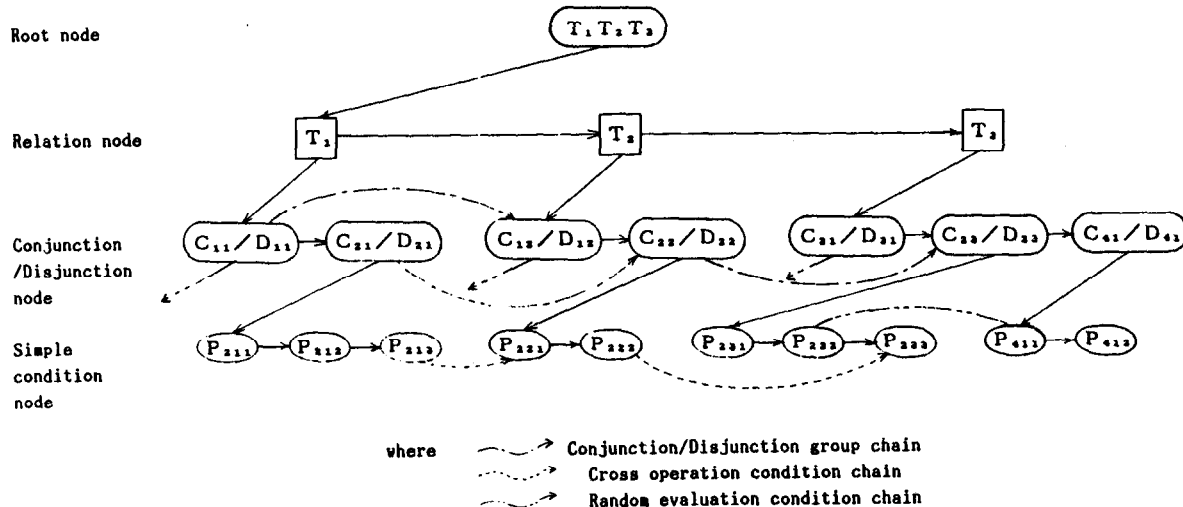 Root node
T₁ T₂ T₃
Relation node
T₁ T₂ T₃
Conjunction
/Disjunction
node
C₁₁/D₁₁ C₂₁/D₂₁ C₁₂/D₁₂ C₂₂/D₂₂ C₃₁/D₃₁ C₂₃/D₂₃ C₄₁/D₄₁
Simple
condition
node
P₂₁₁ P₂₁₂ P₂₁₃ P₂₂₁ P₂₂₂ P₂₃₁ P₂₃₂ P₂₃₃ P₄₁₁ P₄₁₂
where
Conjunction/Disjunction group chain
Cross operation condition chain
Random evaluation condition chain